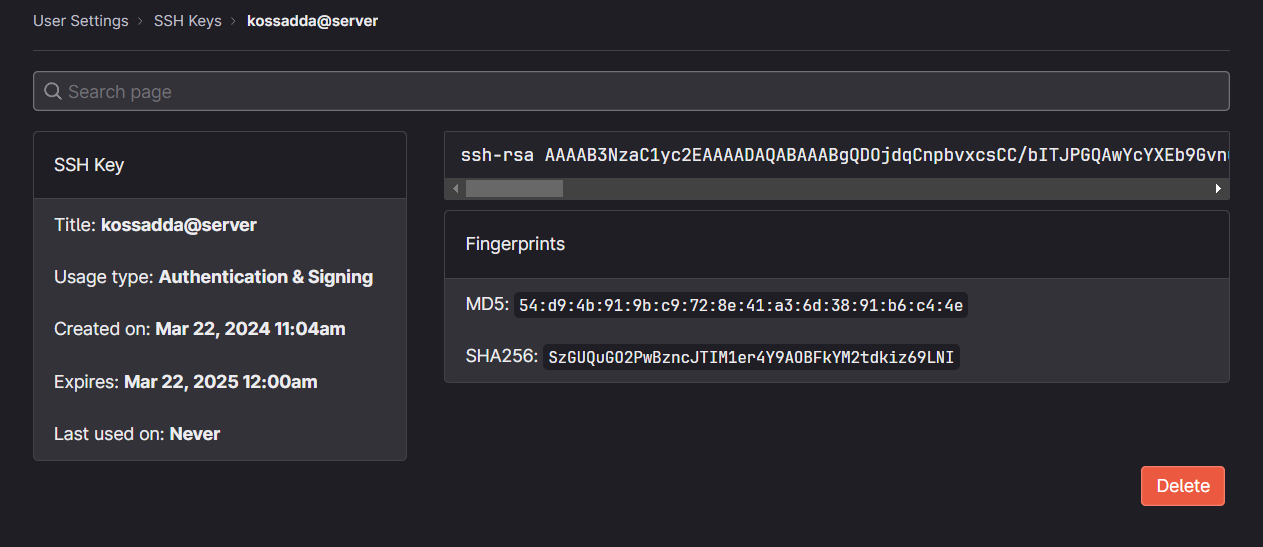 User Settings › SSH Keys › kossadda@server
Search page
SSH Key
Title: kossadda@server
Usage type: Authentication & Signing
Created on: Mar 22, 2024 11:04am
Expires: Mar 22, 2025 12:00am
Last used on: Never
ssh-rsa AAAAB3NzaC1yc2EAAAADAQABAAABgQDOjdqCnpbvxcsCC/bITJPGQAwYcYXEb9Gvn
Fingerprints
MD5: 54:d9:4b:91:9b:c9:72:8e:41:a3:6d:38:91:b6:c4:4e
SHA256: SzGUQuGO2PwBzncJTIM1er4Y9AOBFkYM2tdkiz69LNI
Delete